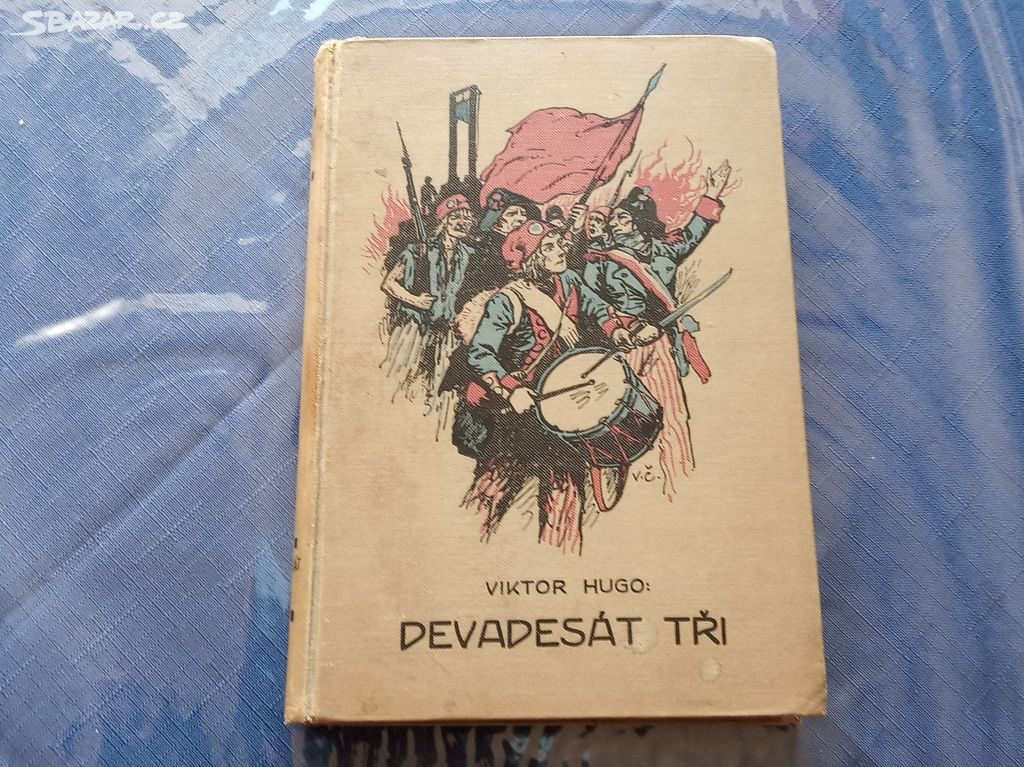 SBAZAR.CZ
V.Č.
VIKTOR HUGO:
DEVADESÁT TŘI